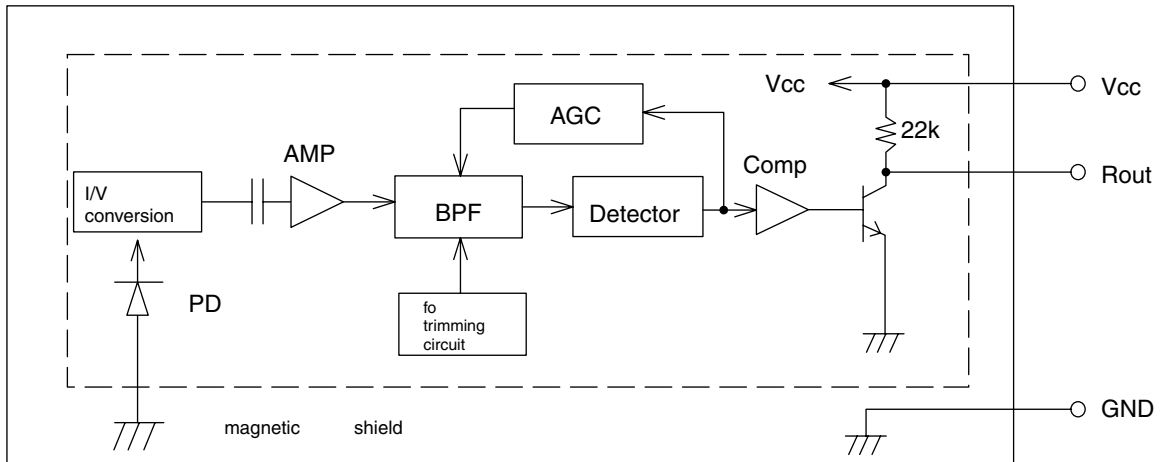 Vcc
Vcc
AGC
22k
AMP
Comp
Rout
I/V
conversion
BPF
Detector
PD
fo
trimming
circuit
GND
magnetic shield